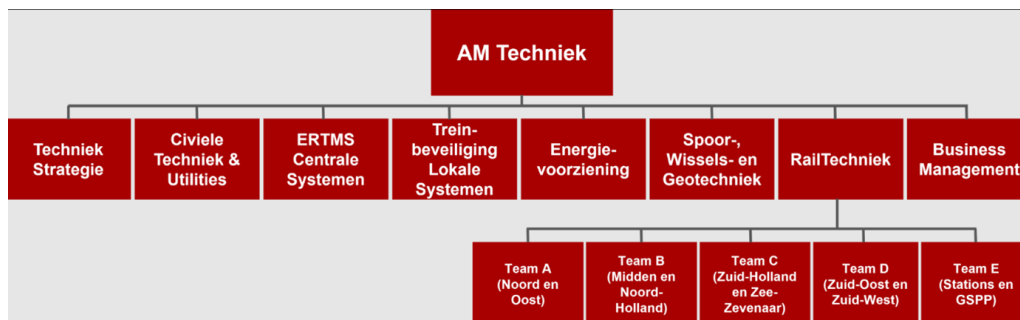 AM Techniek
Techniek
Strategie
Civiele
Techniek &
Utilities
ERTMS
Centrale
Systemen
Trein-
beveiliging
Lokale
Systemen
Energie-
voorziening
Spoor-,
Wissels- en
Geotechniek
RailTechniek
Business
Management
Team A
(Noord en
Oost)
Team B
(Midden en
Noord-
Holland)
Team C
(Zuid-Holland
en Zee-
Zevenaar)
Team D
(Zuid-Oost en
Zuid-West)
Team E
(Stations en
GSPP)